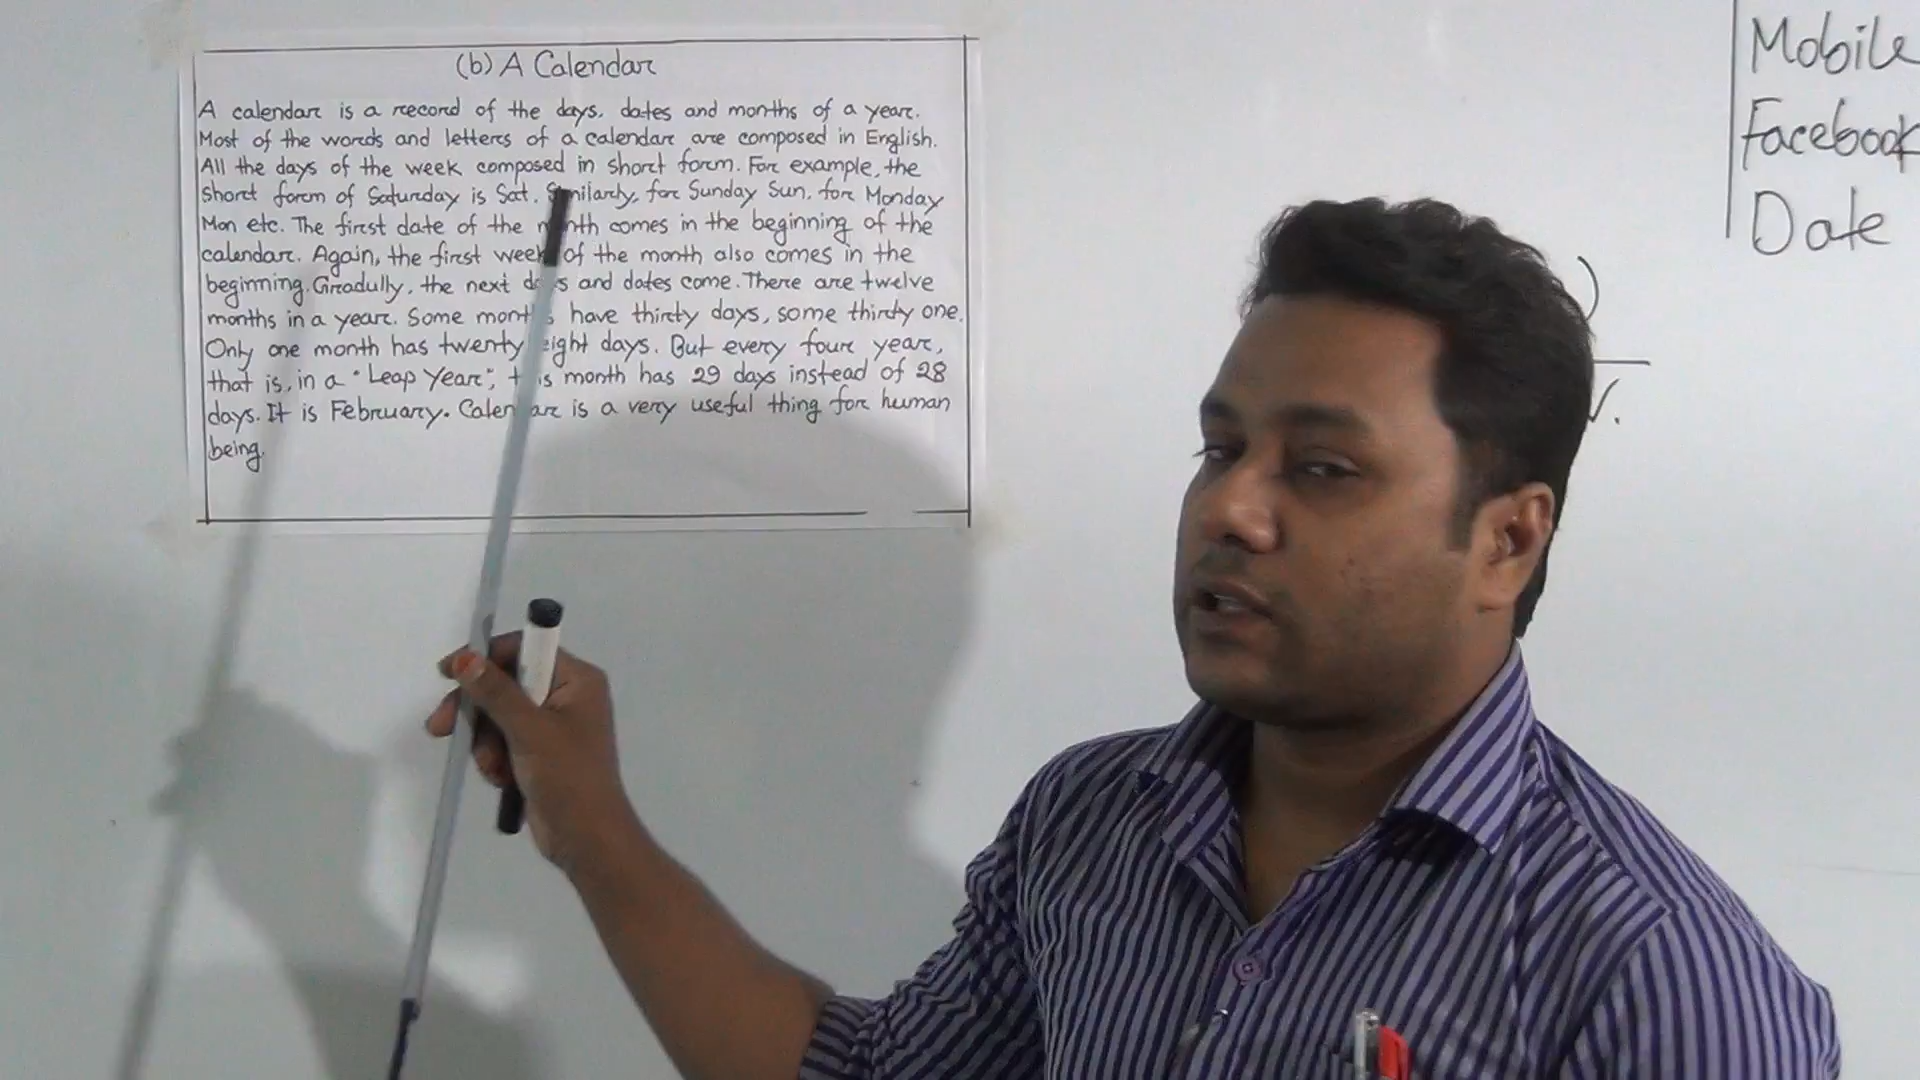 (b) A Calendar
A calendar is a record of the days, dates and months of a year.
Most of the words and letters of a calendar are composed in English.
All the days of the week composed in short form. For example, the
short form of Saturday is Sat. Similarly, for Sunday Sun, for Monday
Mon etc. The first date of the month comes in the beginning of the
calendar. Again, the first week of the month also comes in the
beginning. Gradully, the next days and dates come. There are twelve
months in a year. Some months have thirty days, some thirty one.
Only one month has twenty eight days. But every four year,
that is, in a "Leap Year", this month has 29 days instead of 28
days. It is February. Calendar is a very useful thing for human
being.
Mobile
Facebook
Date